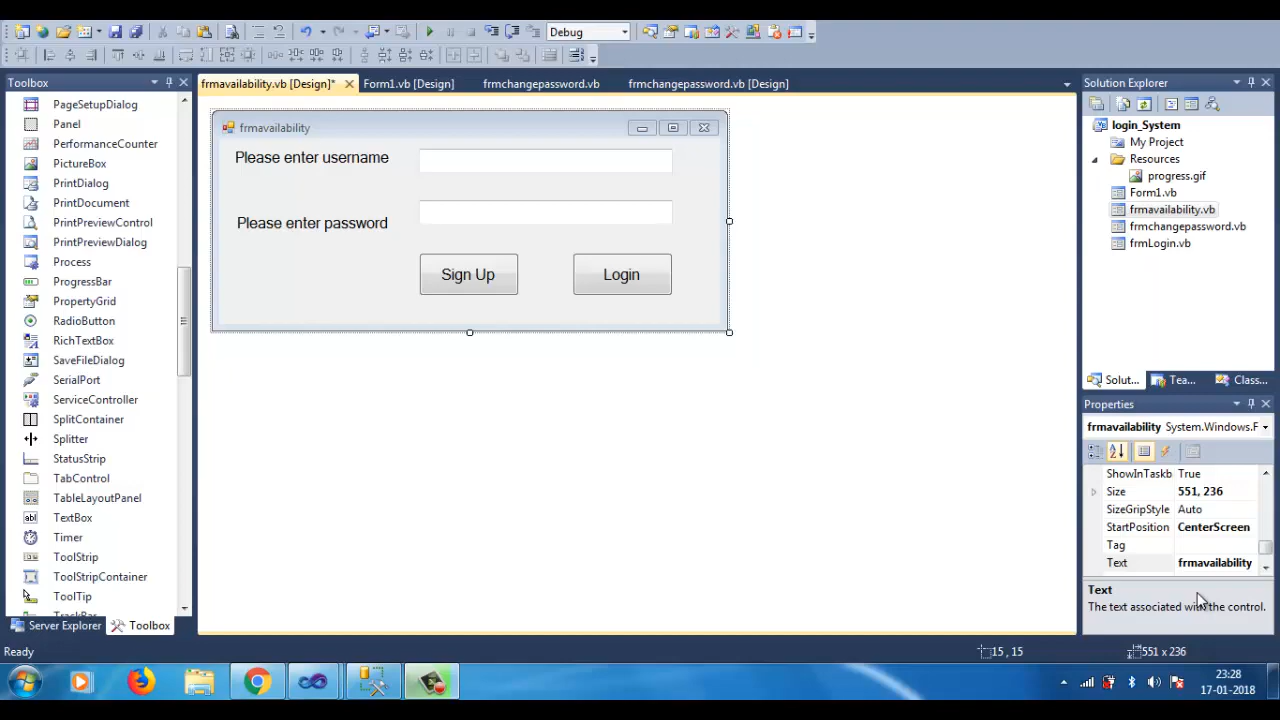 Debug
Toolbox
PageSetupDialog
Panel
PerformanceCounter
PictureBox
PrintDialog
PrintDocument
PrintPreviewControl
PrintPreviewDialog
Process
ProgressBar
PropertyGrid
RadioButton
RichTextBox
SaveFileDialog
SerialPort
ServiceController
SplitContainer
Splitter
StatusStrip
TabControl
TableLayoutPanel
TextBox
Timer
ToolStrip
ToolStripContainer
ToolTip
Server Explorer
Toolbox
frmavailability.vb [Design]*
Form1.vb [Design]
frmchangepassword.vb
frmchangepassword.vb [Design]
frmavailability
Please enter username
Please enter password
Sign Up
Login
Solution Explorer
login_System
My Project
Resources
progress.gif
Form1.vb
frmavailability.vb
frmchangepassword.vb
frmLogin.vb
Solut...
Tea...
Class...
Properties
frmavailability System.Windows.F
ShowInTaskb True
Size 551, 236
SizeGripStyle Auto
StartPosition CenterScreen
Tag
Text frmavailability
Text
The text associated with the control.
Ready
15 , 15
551 x 236
23:28
17-01-2018